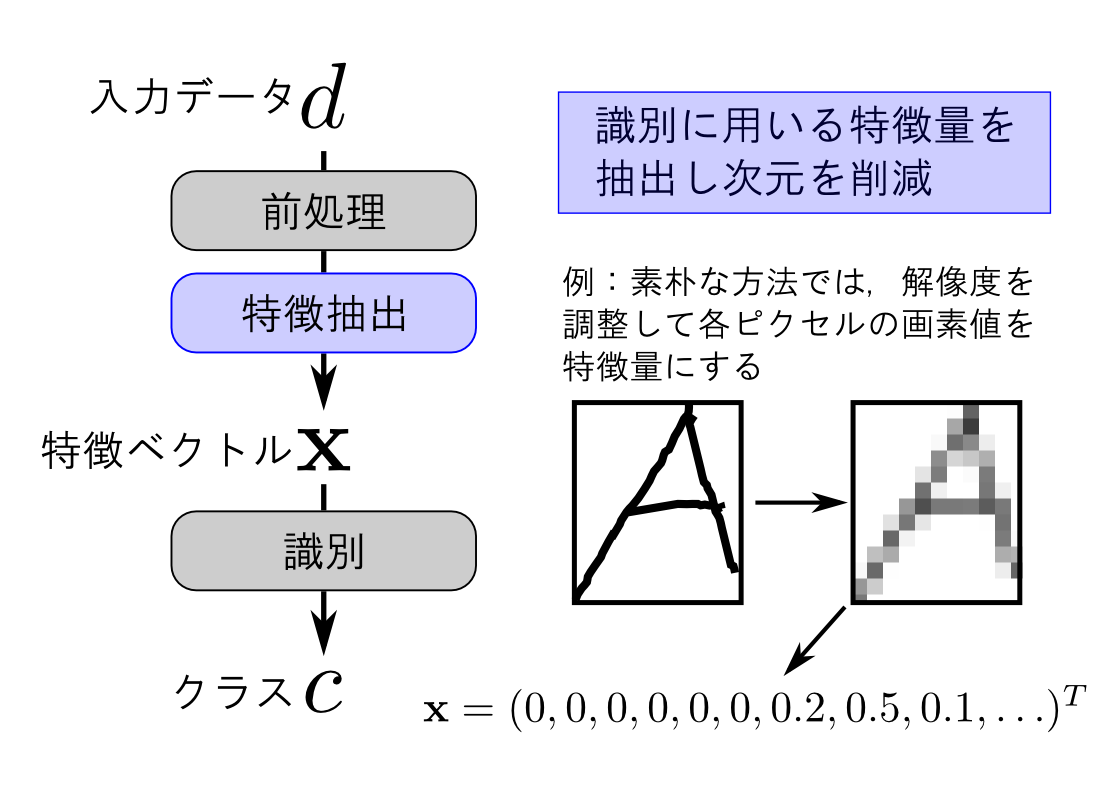 入力データ d
前処理
特徴抽出
特徴ベクトル x
識別
クラス c
識別に用いる特徴量を
抽出し次元を削減
例：素朴な方法では，解像度を
調整して各ピクセルの画素値を
特徴量にする
x = (0, 0, 0, 0, 0, 0, 0.2, 0.5, 0.1, …)^T